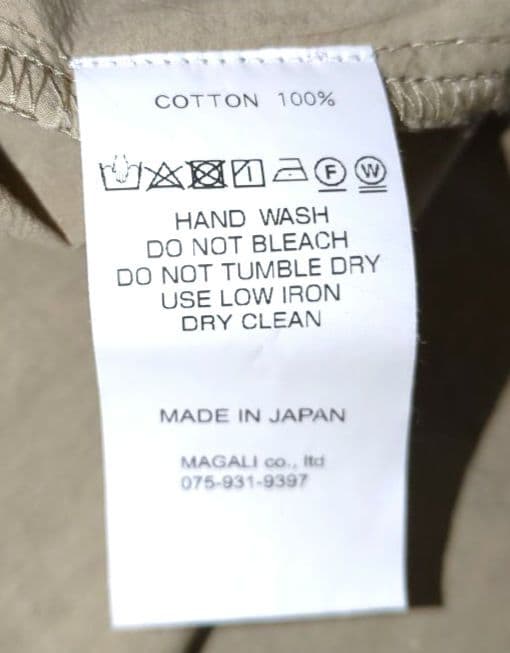 COTTON 100%
F W
HAND WASH
DO NOT BLEACH
DO NOT TUMBLE DRY
USE LOW IRON
DRY CLEAN
MADE IN JAPAN
MAGALI co., ltd
075-931-9397